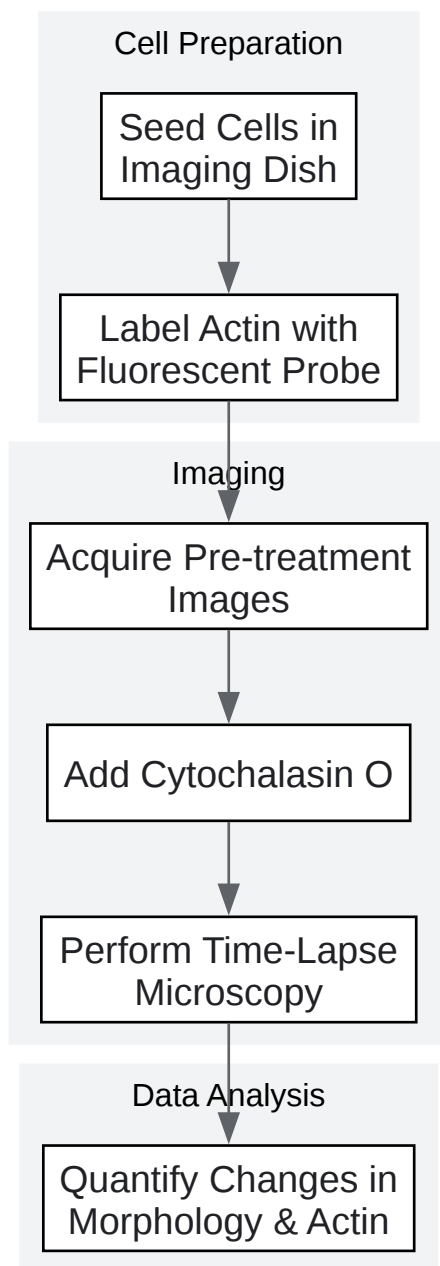 Cell Preparation
Seed Cells in
Imaging Dish
Label Actin with
Fluorescent Probe
Imaging
Acquire Pre-treatment
Images
Add Cytochalasin O
Perform Time-Lapse
Microscopy
Data Analysis
Quantify Changes in
Morphology & Actin